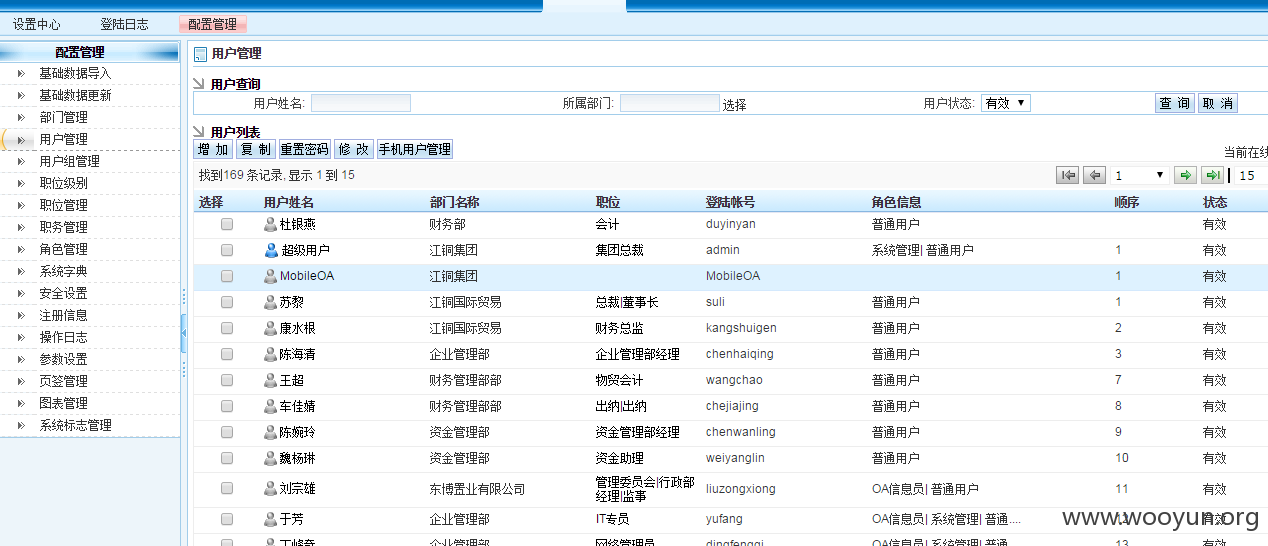 设置中心 登陆日志 配置管理
配置管理
基础数据导入
基础数据更新
部门管理
用户管理
用户组管理
职位级别
职位管理
职务管理
角色管理
系统字典
安全设置
注册信息
操作日志
参数设置
页签管理
图表管理
系统标志管理
用户管理
用户查询
用户姓名: 所属部门: 选择 用户状态: 有效 查 询 取 消
用户列表
增 加 复 制 重置密码 修 改 手机用户管理
当前在线
找到169 条记录, 显示 1 到 15 1 15
选择 用户姓名 部门名称 职位 登陆帐号 角色信息 顺序 状态
杜银燕 财务部 会计 duyinyan 普通用户 有效
超级用户 江铜集团 集团总裁 admin 系统管理| 普通用户 1 有效
MobileOA 江铜集团 MobileOA 1 有效
苏黎 江铜国际贸易 总裁|董事长 suli 普通用户 1 有效
康水根 江铜国际贸易 财务总监 kangshuigen 普通用户 2 有效
陈海清 企业管理部 企业管理部经理 chenhaiqing 普通用户 3 有效
王超 财务管理部部 物贸会计 wangchao 普通用户 7 有效
车佳婧 财务管理部部 出纳|出纳 chejiajing 普通用户 8 有效
陈婉玲 资金管理部 资金管理部经理 chenwanling 普通用户 9 有效
魏杨琳 资金管理部 资金助理 weiyanglin 普通用户 10 有效
刘宗雄 东博置业有限公司 管理委员会|行政部经理|监事 liuzongxiong OA信息员| 普通用户 11 有效
于芳 企业管理部 IT专员 yufang OA信息员| 系统管理| 普通.... 12 有效
企业管理部 网络管理员 dingfengqi OA信息员| 系统管理| 普通 13 有效
www.wooyun.org